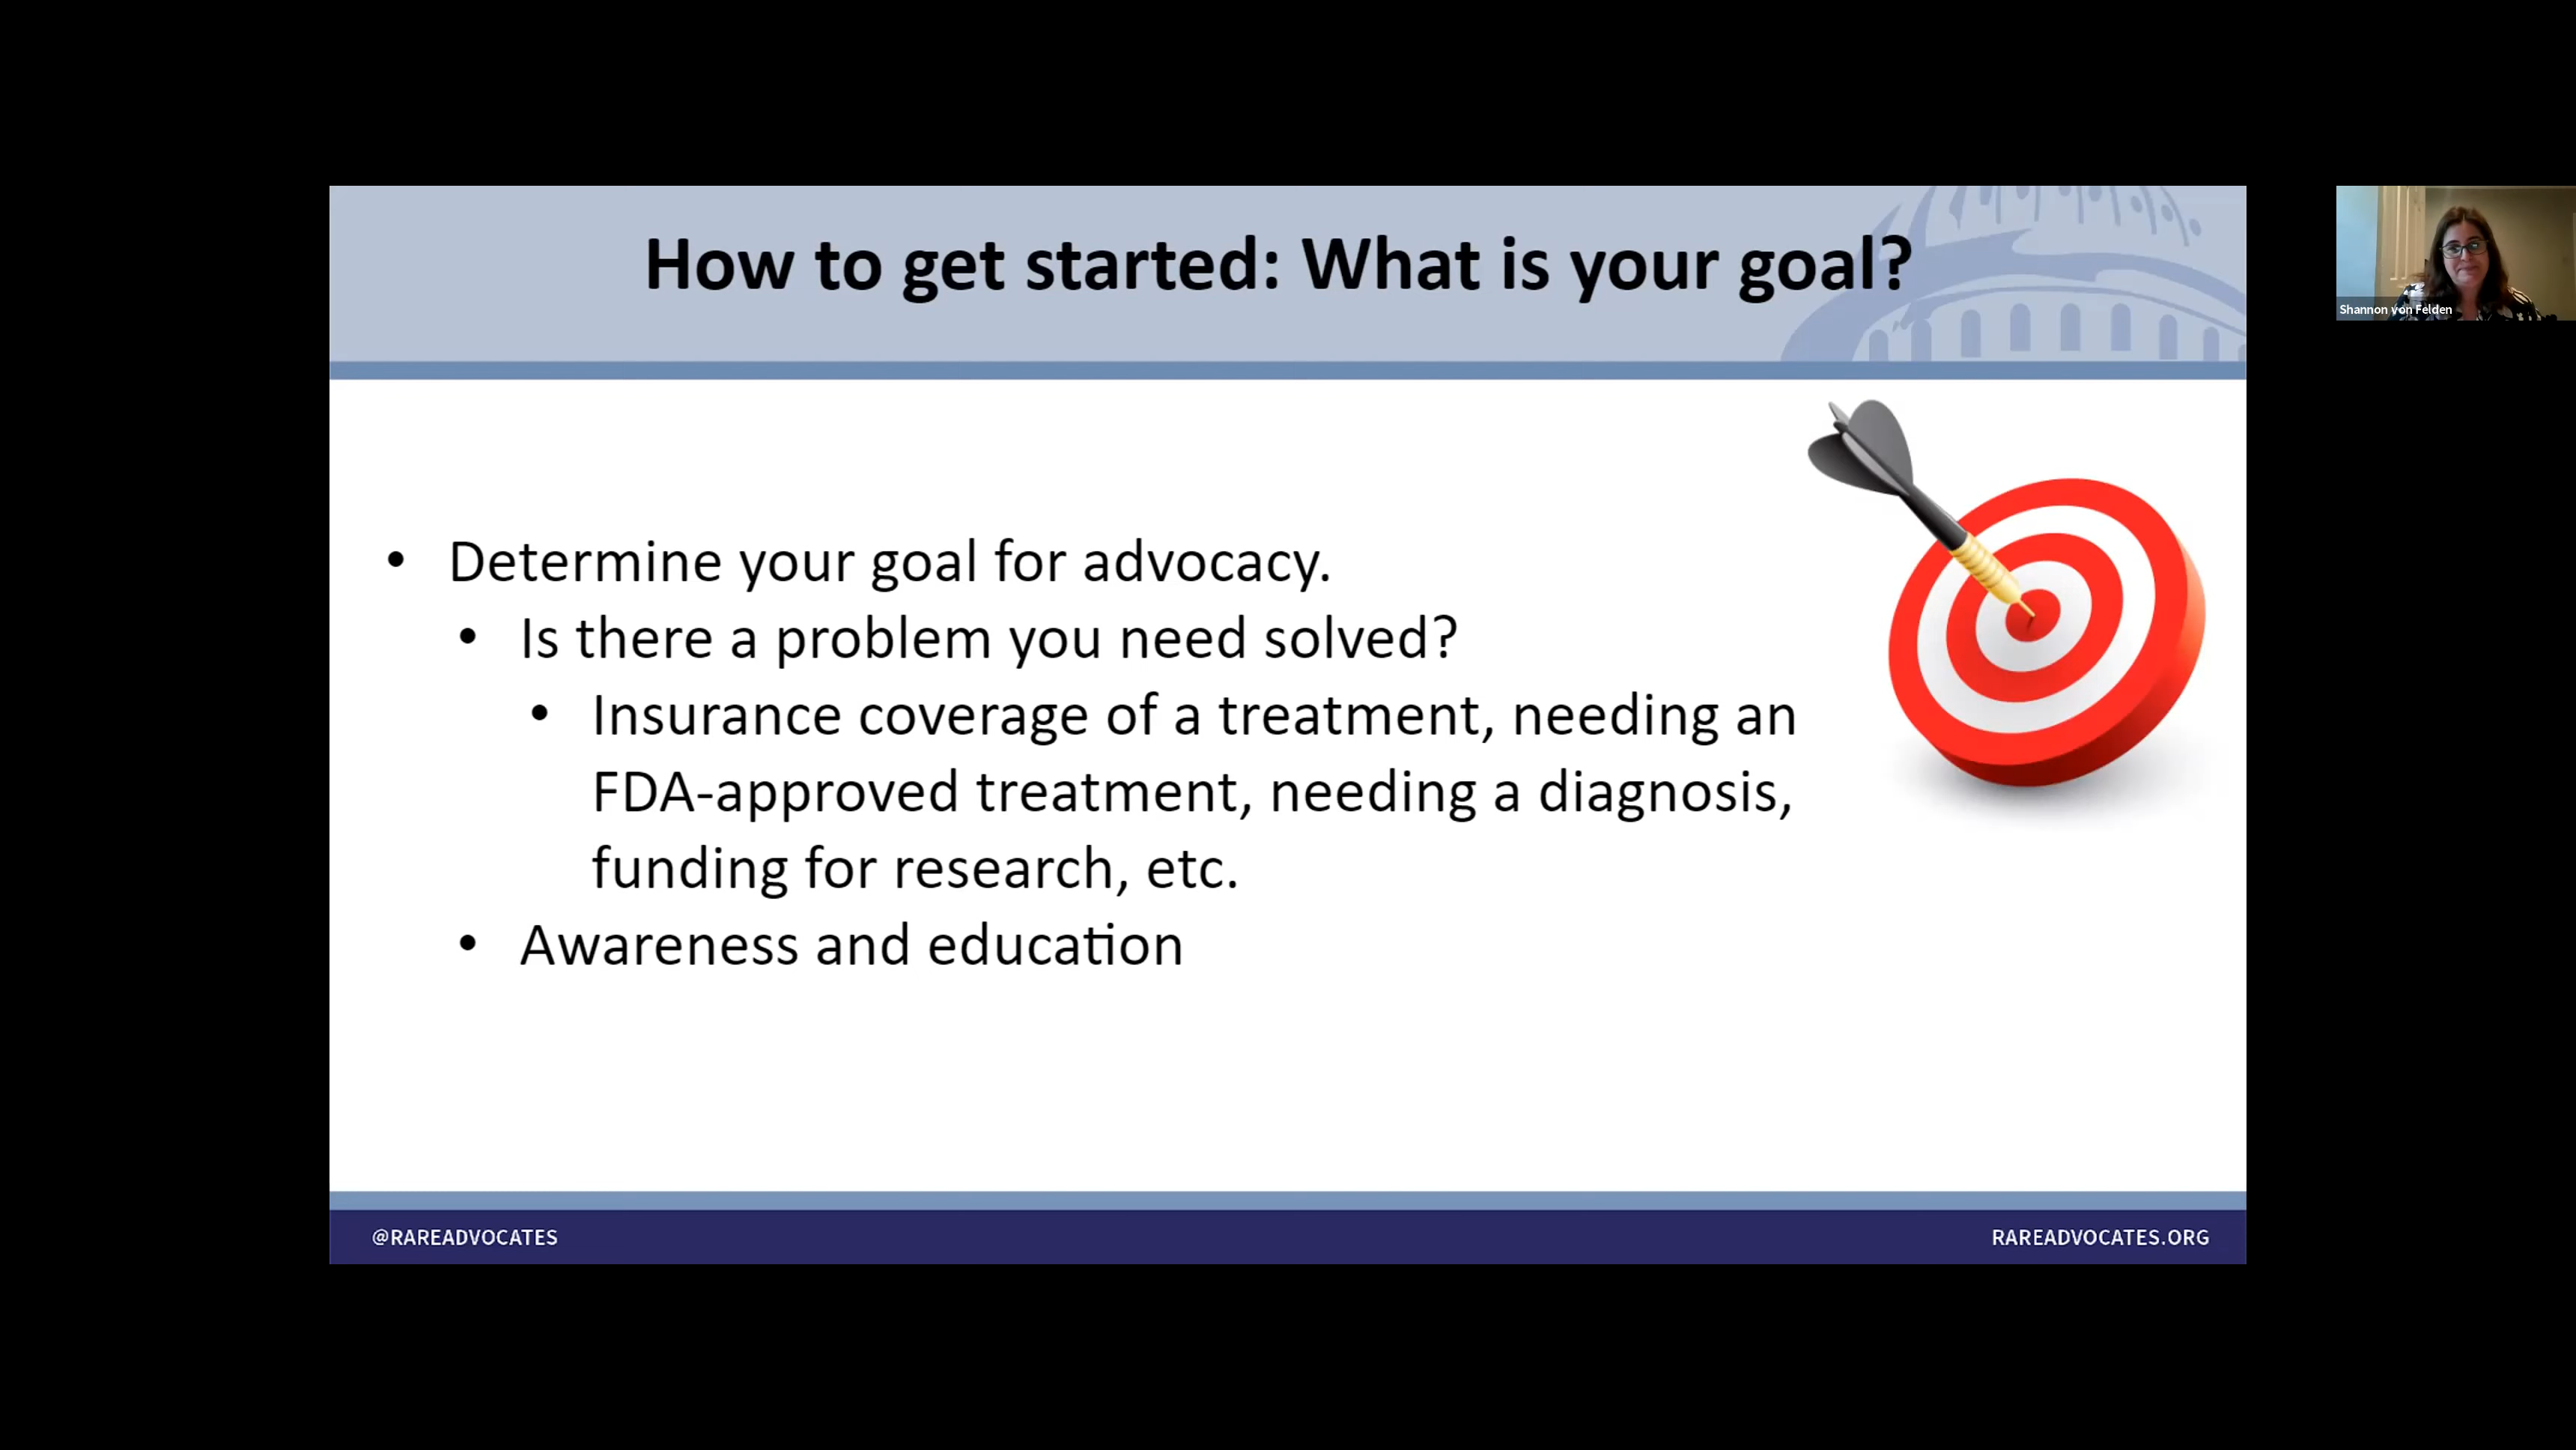 How to get started: What is your goal?
Shannon von Felden
• Determine your goal for advocacy.
• Is there a problem you need solved?
• Insurance coverage of a treatment, needing an
FDA-approved treatment, needing a diagnosis,
funding for research, etc.
• Awareness and education
@RAREADVOCATES
RAREADVOCATES.ORG